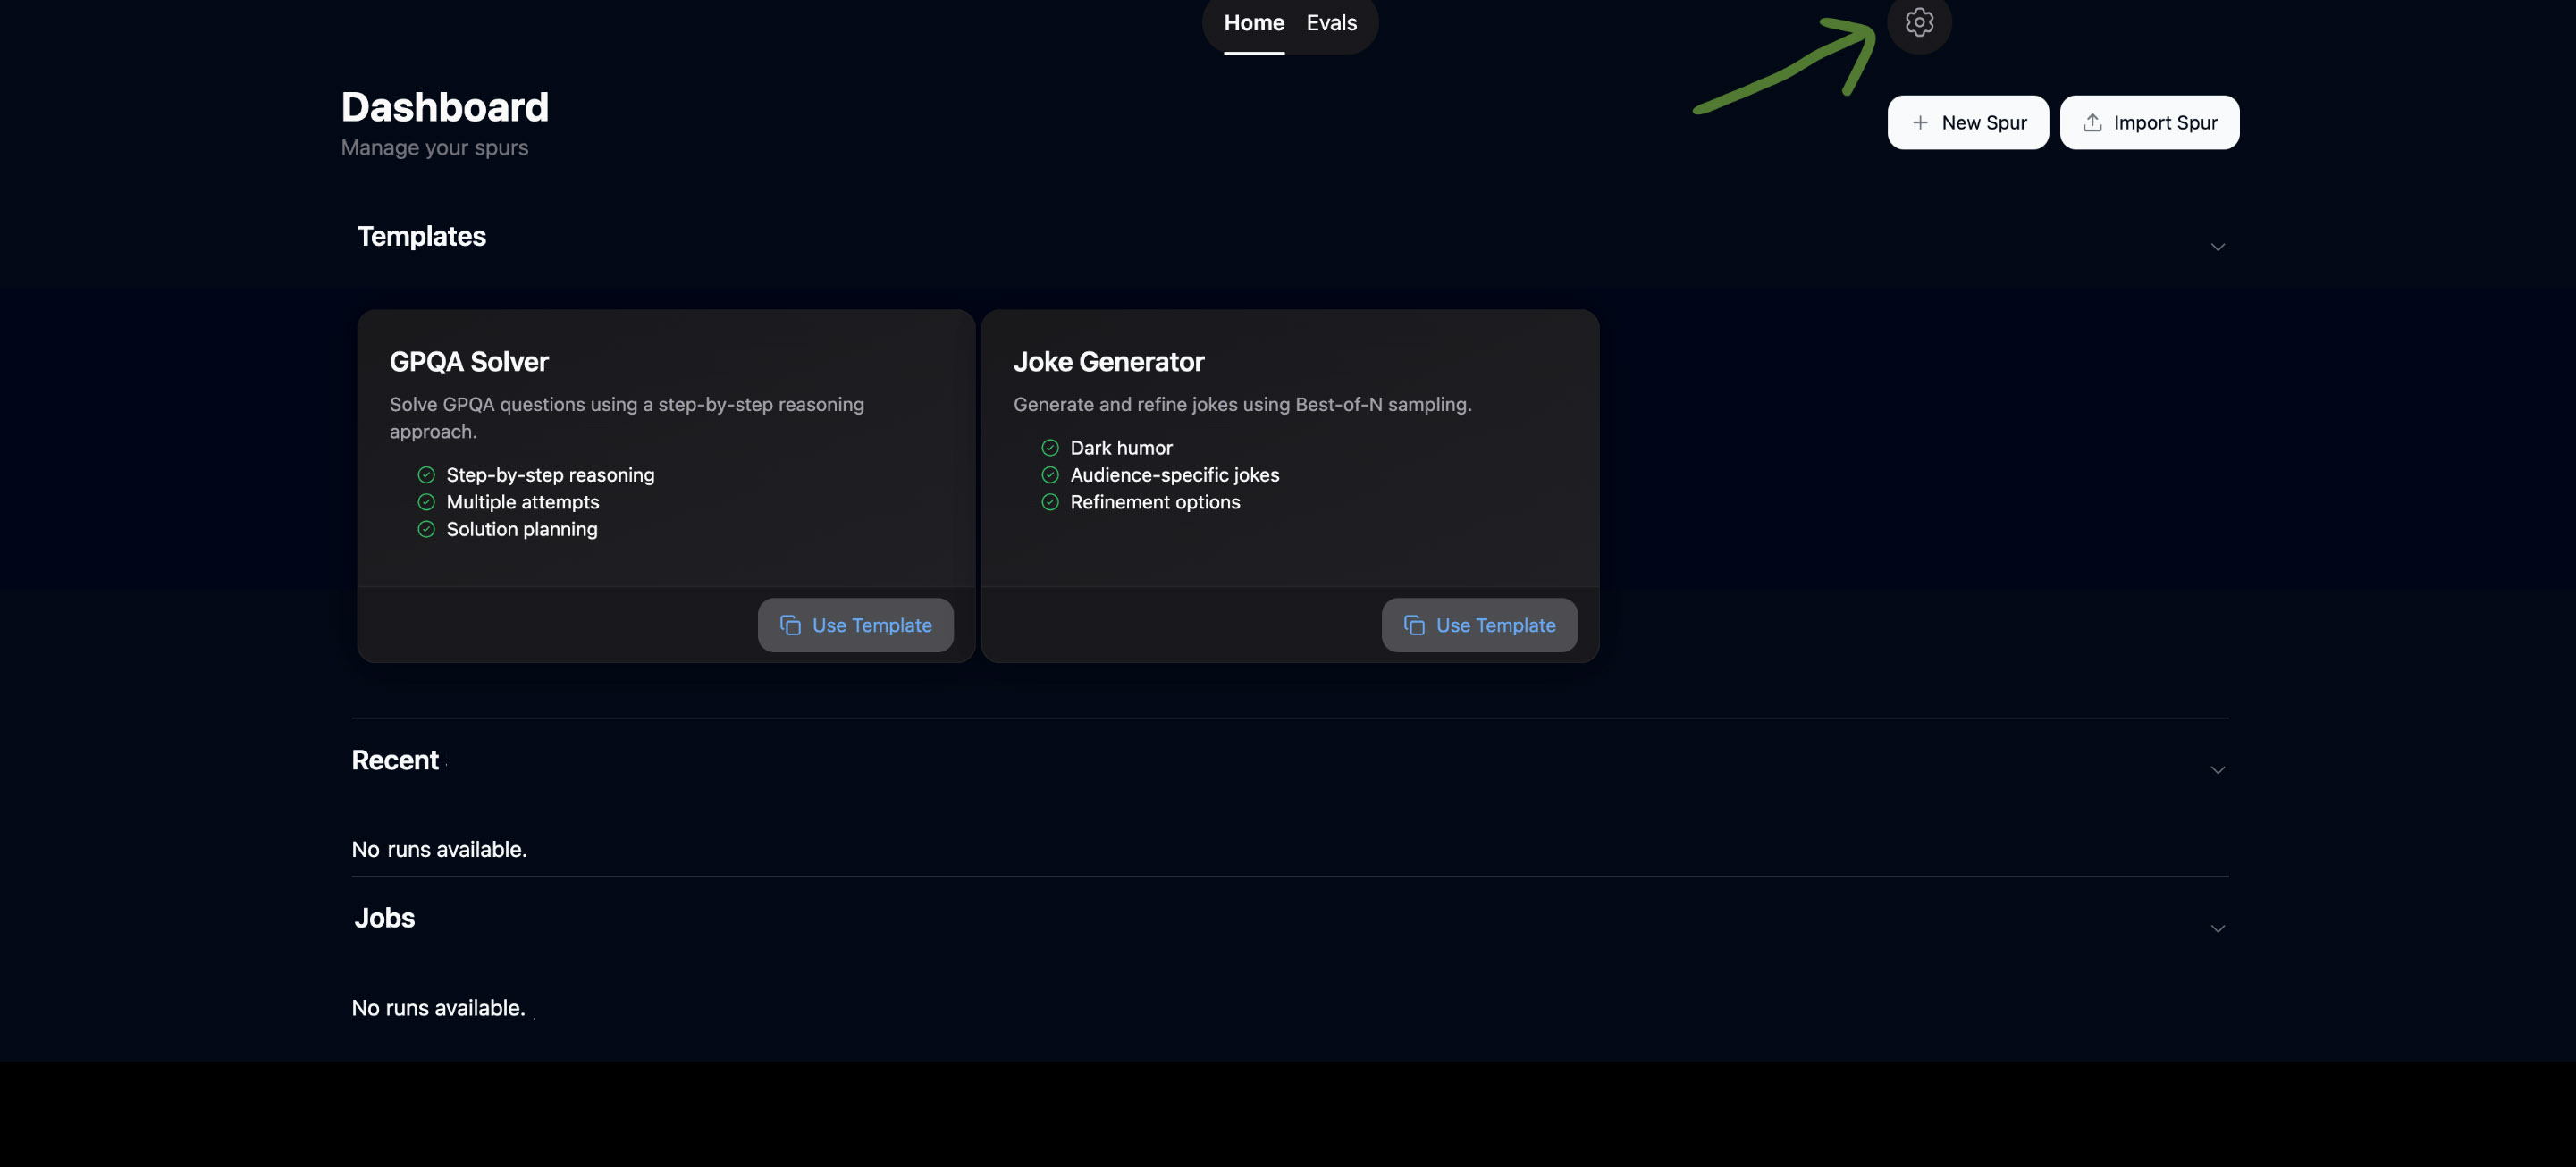 Home Evals
Dashboard
Manage your spurs
New Spur
Import Spur
Templates
GPQA Solver
Solve GPQA questions using a step-by-step reasoning
approach.
Step-by-step reasoning
Multiple attempts
Solution planning
Use Template
Joke Generator
Generate and refine jokes using Best-of-N sampling.
Dark humor
Audience-specific jokes
Refinement options
Use Template
Recent
No runs available.
Jobs
No runs available.